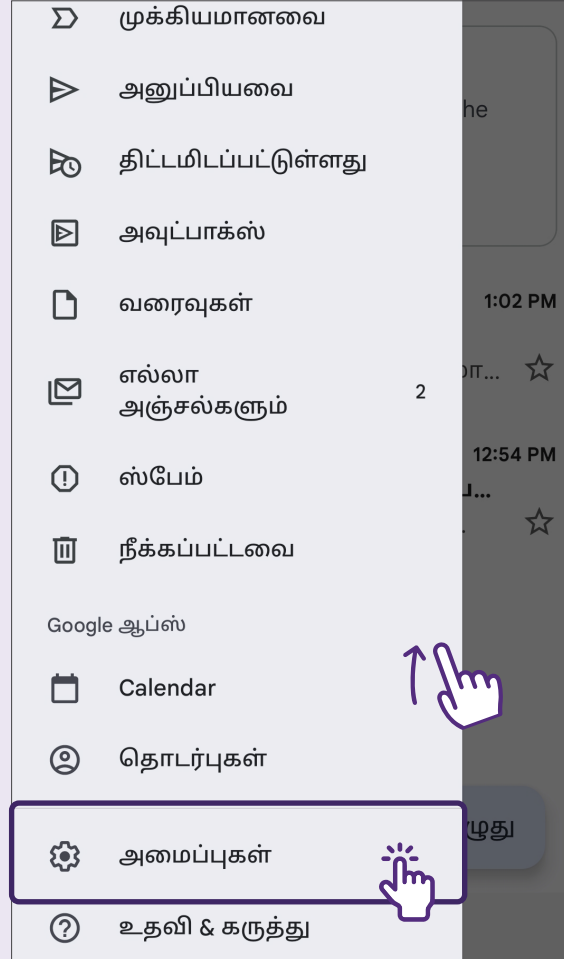 முக்கியமானவை
அனுப்பியவை
he
திட்டமிடப்பட்டுள்ளது
அவுட்பாக்ஸ்
வரைவுகள்
1:02 PM
எல்லா
அஞ்சல்களும்
2
12:54 PM
ஸ்பேம்
நீக்கப்பட்டவை
Google ஆப்ஸ்
Calendar
தொடர்புகள்
ழுது
அமைப்புகள்
உதவி & கருத்து